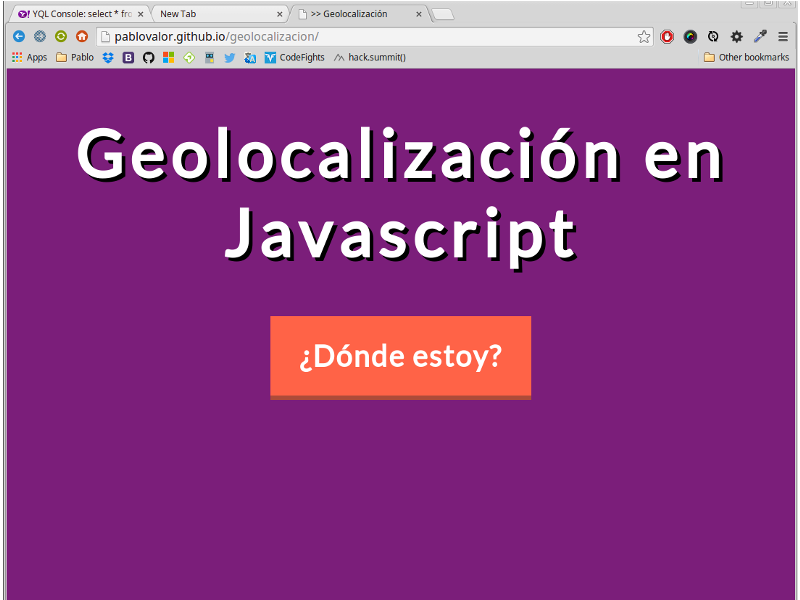 YQL Console: select * fro
New Tab
>> Geolocalización
pablovalor.github.io/geolocalizacion/
Apps Pablo B CodeFights hack.summit() Other bookmarks
Geolocalización en
Javascript
¿Dónde estoy?